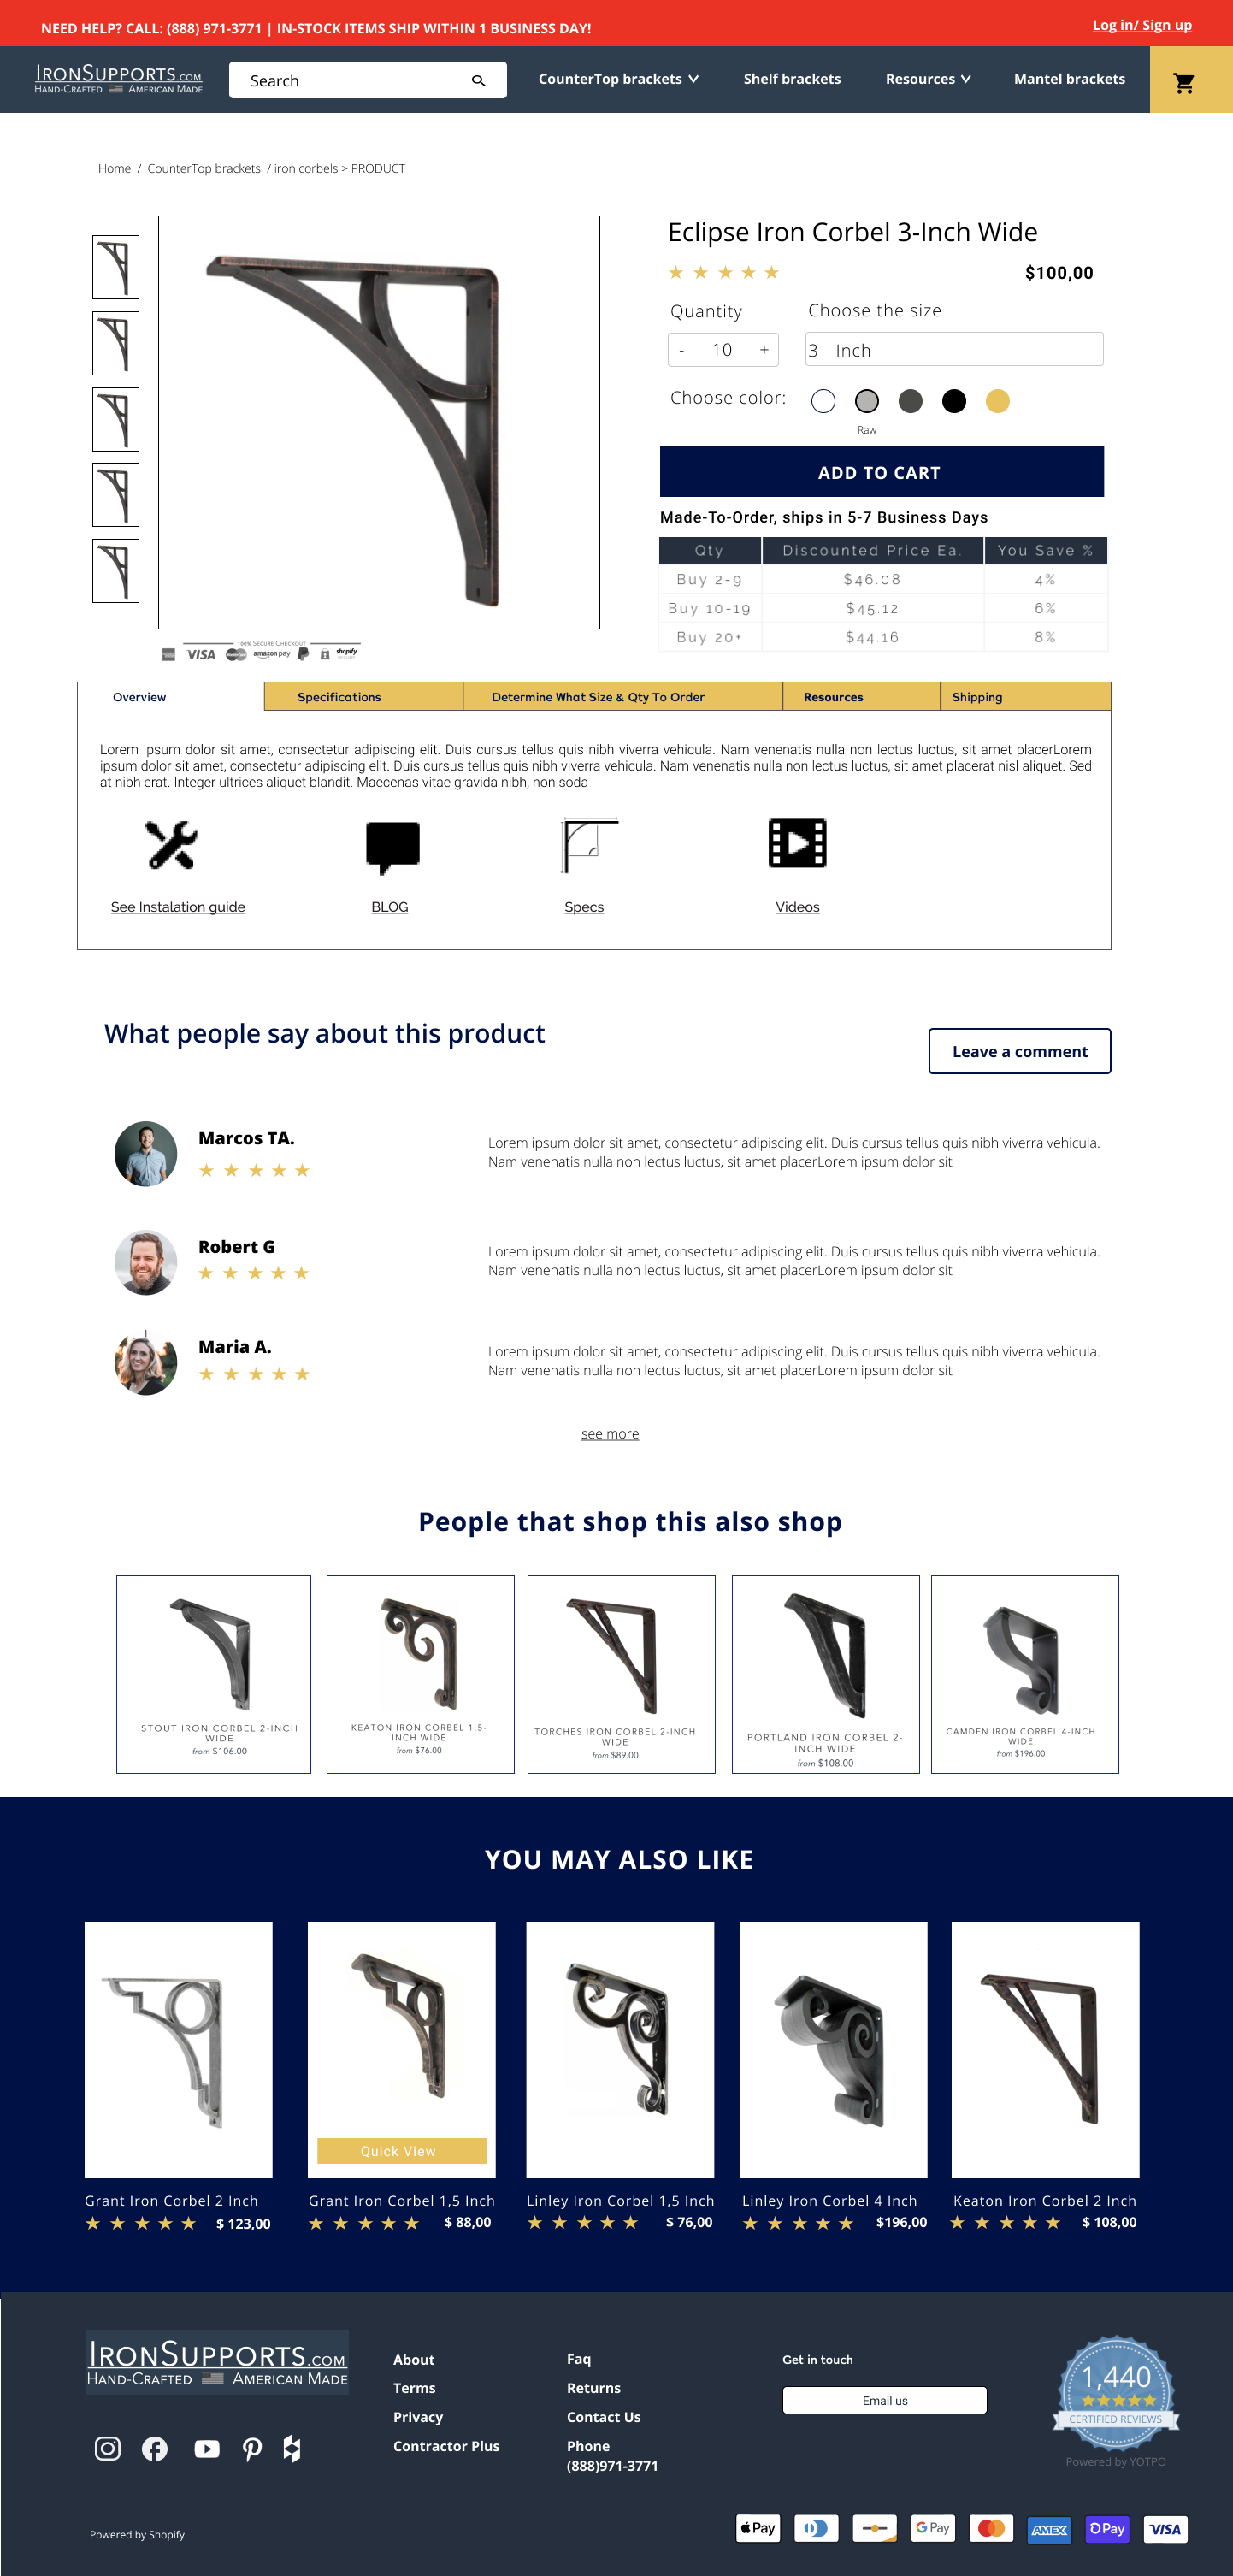 NEED HELP? CALL: (888) 971-3771 | IN-STOCK ITEMS SHIP WITHIN 1 BUSINESS DAY!
Log in/ Sign up
IRONSUPPORTS.COM
HAND-CRAFTED AMERICAN MADE
Search
CounterTop brackets
Shelf brackets
Resources
Mantel brackets
Home / CounterTop brackets / iron corbels > PRODUCT
Eclipse Iron Corbel 3-Inch Wide
$100,00
Quantity
Choose the size
- 10 +
3 - Inch
Choose color:
Raw
ADD TO CART
Made-To-Order, ships in 5-7 Business Days
Qty Discounted Price Ea. You Save %
Buy 2-9 $46.08 4%
Buy 10-19 $45.12 6%
Buy 20+ $44.16 8%
100% SECURE CHECKOUT
VISA MasterCard amazon pay shopify
Overview
Specifications
Determine What Size & Qty To Order
Resources
Shipping
Lorem ipsum dolor sit amet, consectetur adipiscing elit. Duis cursus tellus quis nibh viverra vehicula. Nam venenatis nulla non lectus luctus, sit amet placerLorem
ipsum dolor sit amet, consectetur adipiscing elit. Duis cursus tellus quis nibh viverra vehicula. Nam venenatis nulla non lectus luctus, sit amet placerat nisl aliquet. Sed
at nibh erat. Integer ultrices aliquet blandit. Maecenas vitae gravida nibh, non soda
See Instalation guide
BLOG
Specs
Videos
What people say about this product
Leave a comment
Marcos TA.
Lorem ipsum dolor sit amet, consectetur adipiscing elit. Duis cursus tellus quis nibh viverra vehicula.
Nam venenatis nulla non lectus luctus, sit amet placerLorem ipsum dolor sit
Robert G
Lorem ipsum dolor sit amet, consectetur adipiscing elit. Duis cursus tellus quis nibh viverra vehicula.
Nam venenatis nulla non lectus luctus, sit amet placerLorem ipsum dolor sit
Maria A.
Lorem ipsum dolor sit amet, consectetur adipiscing elit. Duis cursus tellus quis nibh viverra vehicula.
Nam venenatis nulla non lectus luctus, sit amet placerLorem ipsum dolor sit
see more
People that shop this also shop
STOUT IRON CORBEL 2-INCH
WIDE
from $106.00
KEATON IRON CORBEL 1.5-
INCH WIDE
from $76.00
TORCHES IRON CORBEL 2-INCH
WIDE
from $89.00
PORTLAND IRON CORBEL 2-
INCH WIDE
from $108.00
CAMDEN IRON CORBEL 4-INCH
WIDE
from $196.00
YOU MAY ALSO LIKE
Quick View
Grant Iron Corbel 2 Inch
$ 123,00
Grant Iron Corbel 1,5 Inch
$ 88,00
Linley Iron Corbel 1,5 Inch
$ 76,00
Linley Iron Corbel 4 Inch
$196,00
Keaton Iron Corbel 2 Inch
$ 108,00
IRONSUPPORTS.COM
HAND-CRAFTED AMERICAN MADE
About
Terms
Privacy
Contractor Plus
Faq
Returns
Contact Us
Phone
(888)971-3771
Get in touch
Email us
1,440
CERTIFIED REVIEWS
Powered by YOTPO
Powered by Shopify
Pay
G Pay
AMEX
Pay
VISA